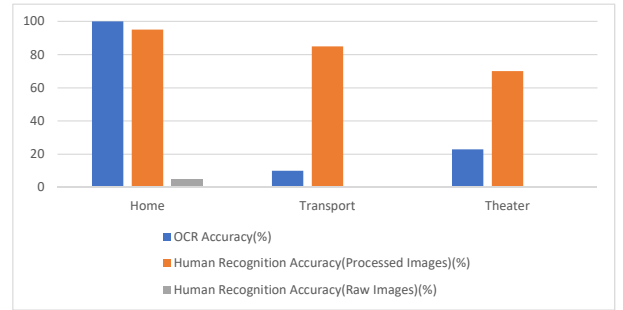 100
80
60
40
20
0
Home Transport Theater
OCR Accuracy(%)
Human Recognition Accuracy(Processed Images)(%)
Human Recognition Accuracy(Raw Images)(%)